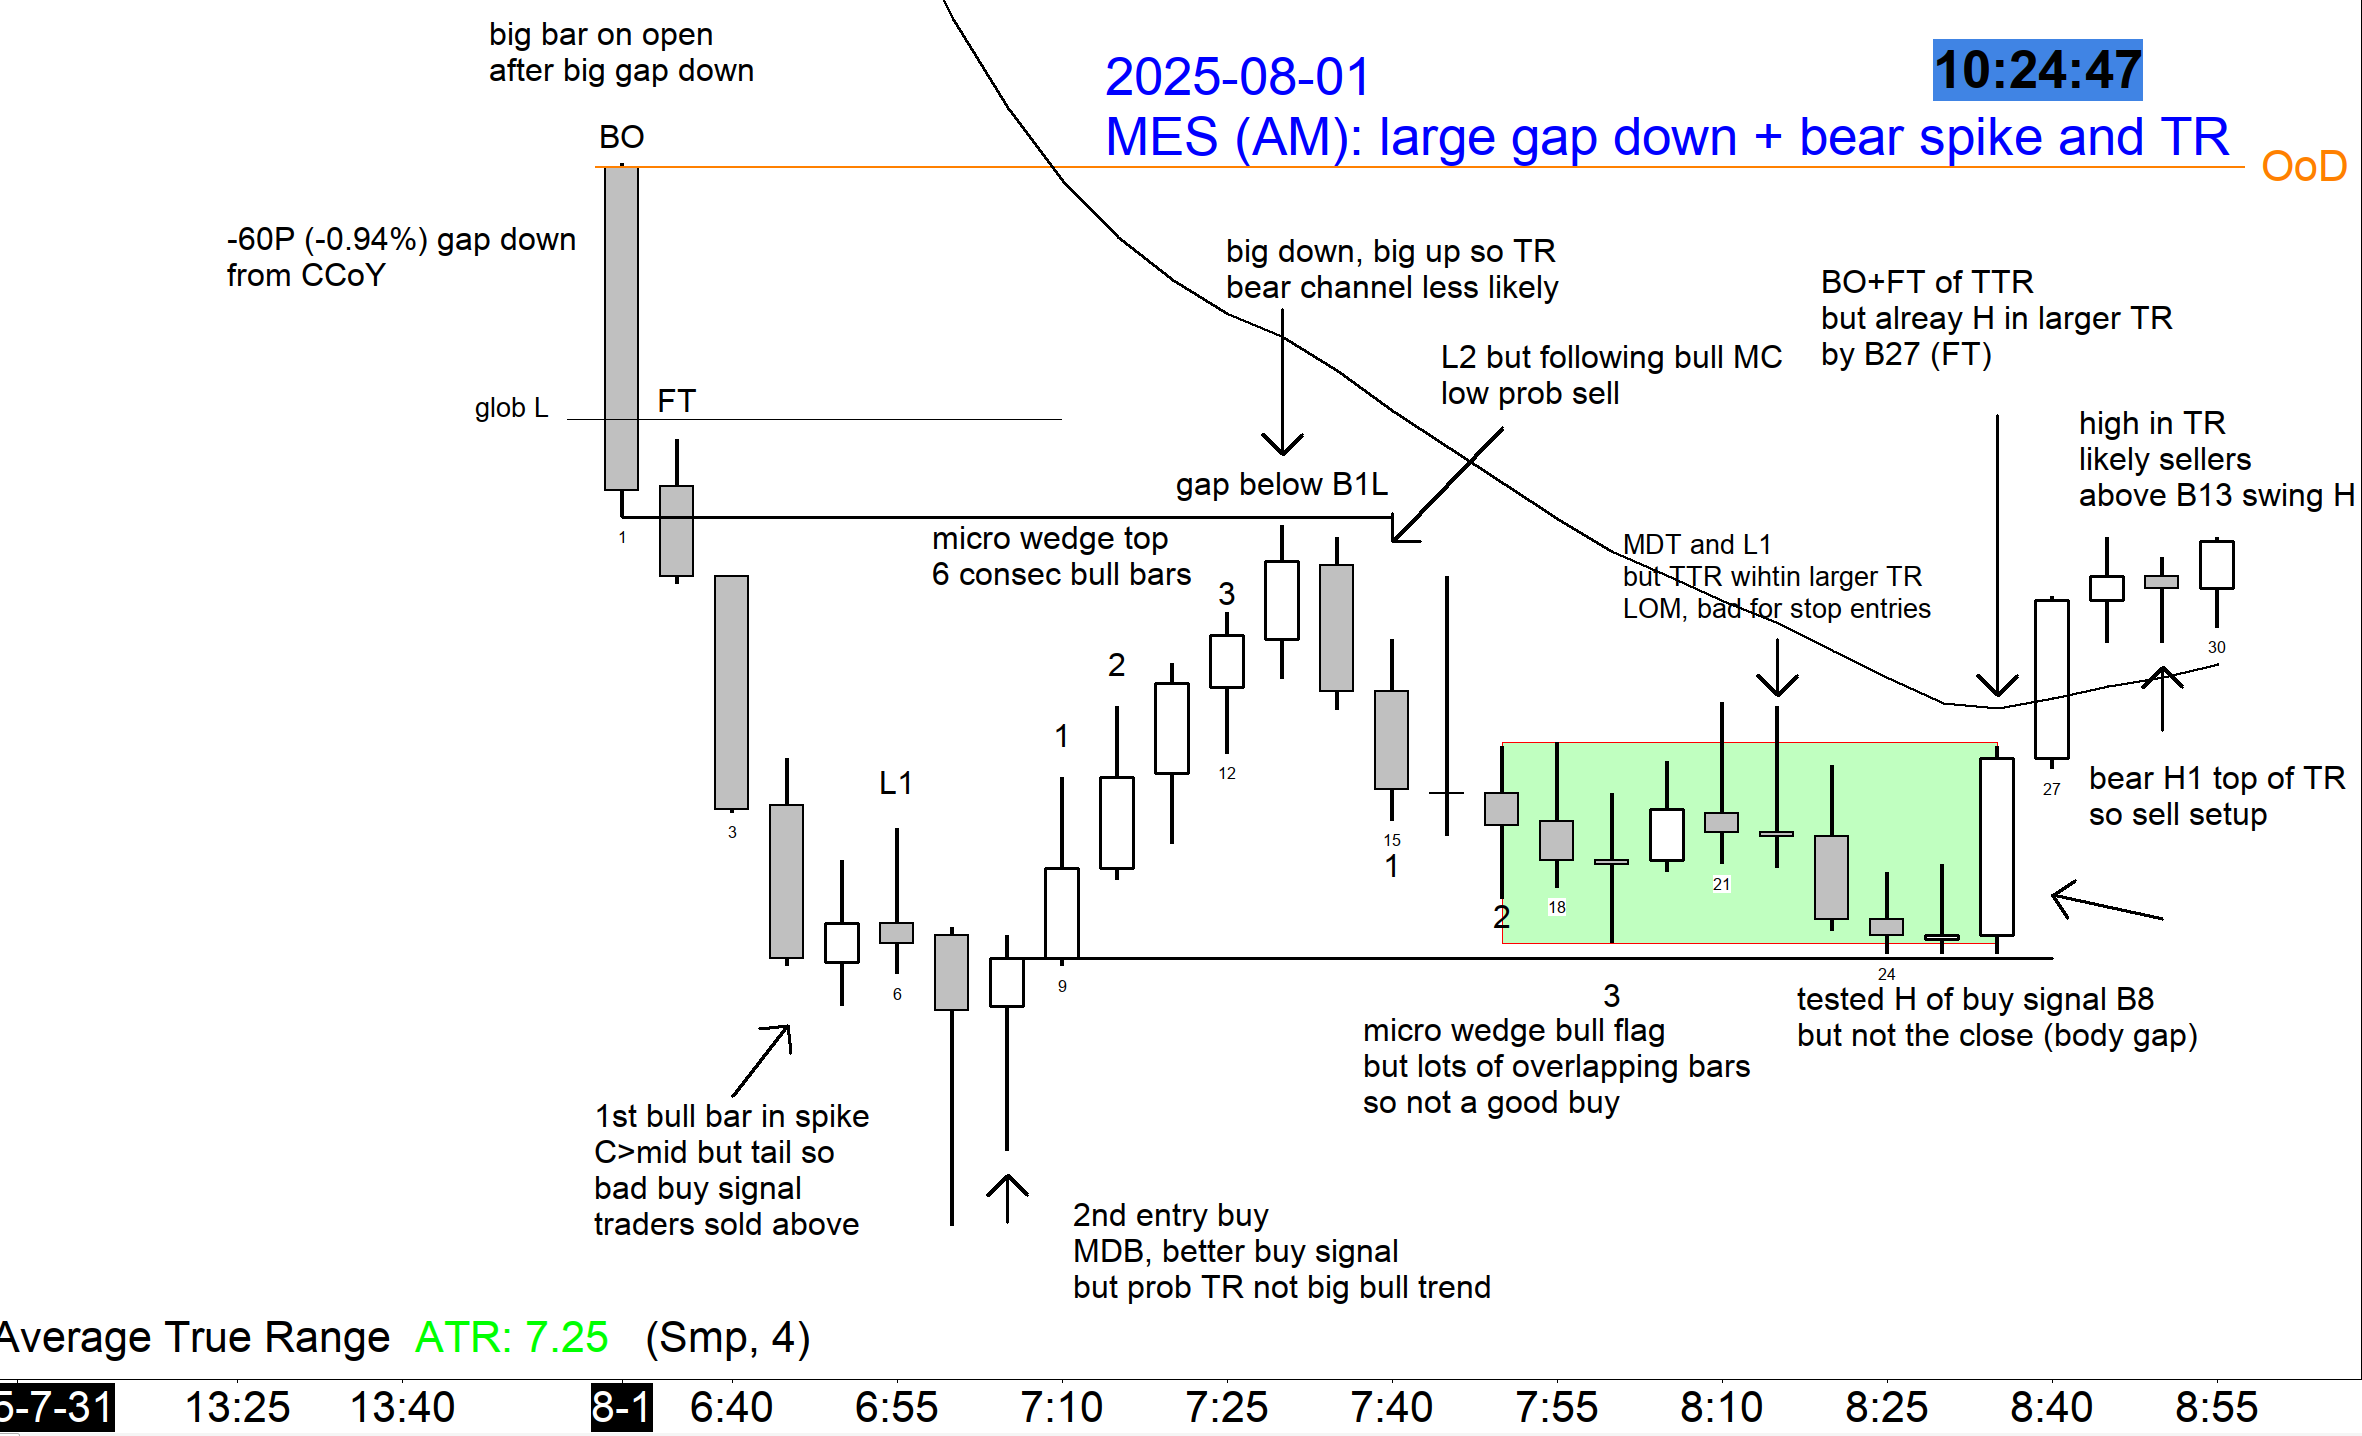 big bar on open
after big gap down
2025-08-01
10:24:47
MES (AM): large gap down + bear spike and TR
BO
OoD
-60P (-0.94%) gap down
from CCoY
big down, big up so TR
bear channel less likely
BO+FT of TTR
but alreay H in larger TR
by B27 (FT)
L2 but following bull MC
low prob sell
glob L
FT
high in TR
likely sellers
above B13 swing H
gap below B1L
1
micro wedge top
6 consec bull bars
MDT and L1
but TTR wihtin larger TR
LOM, bad for stop entries
3
2
1
30
12
27
bear H1 top of TR
so sell setup
L1
3
15
1
21
18
2
24
6
9
3
tested H of buy signal B8
but not the close (body gap)
micro wedge bull flag
but lots of overlapping bars
so not a good buy
1st bull bar in spike
C>mid but tail so
bad buy signal
traders sold above
2nd entry buy
MDB, better buy signal
but prob TR not big bull trend
Average True Range ATR: 7.25 (Smp, 4)
5-7-31 13:25 13:40 8-1 6:40 6:55 7:10 7:25 7:40 7:55 8:10 8:25 8:40 8:55